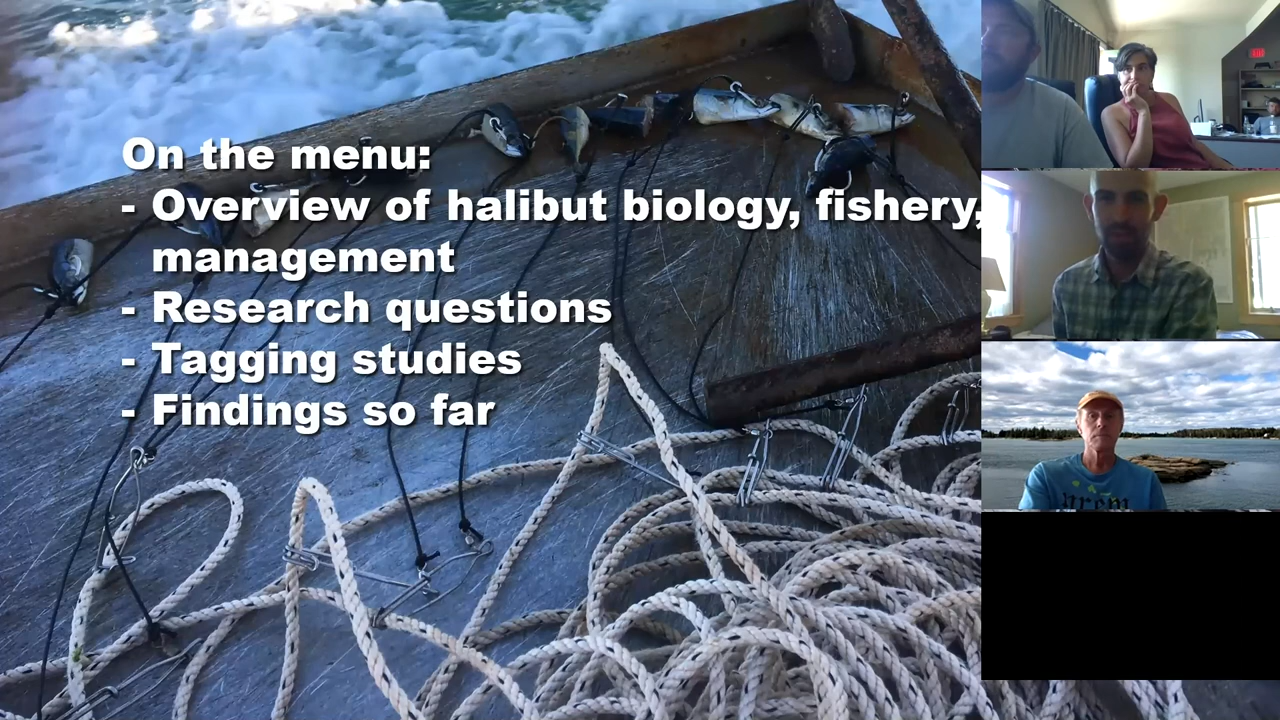 On the menu:
- Overview of halibut biology, fishery,
management
- Research questions
- Tagging studies
- Findings so far